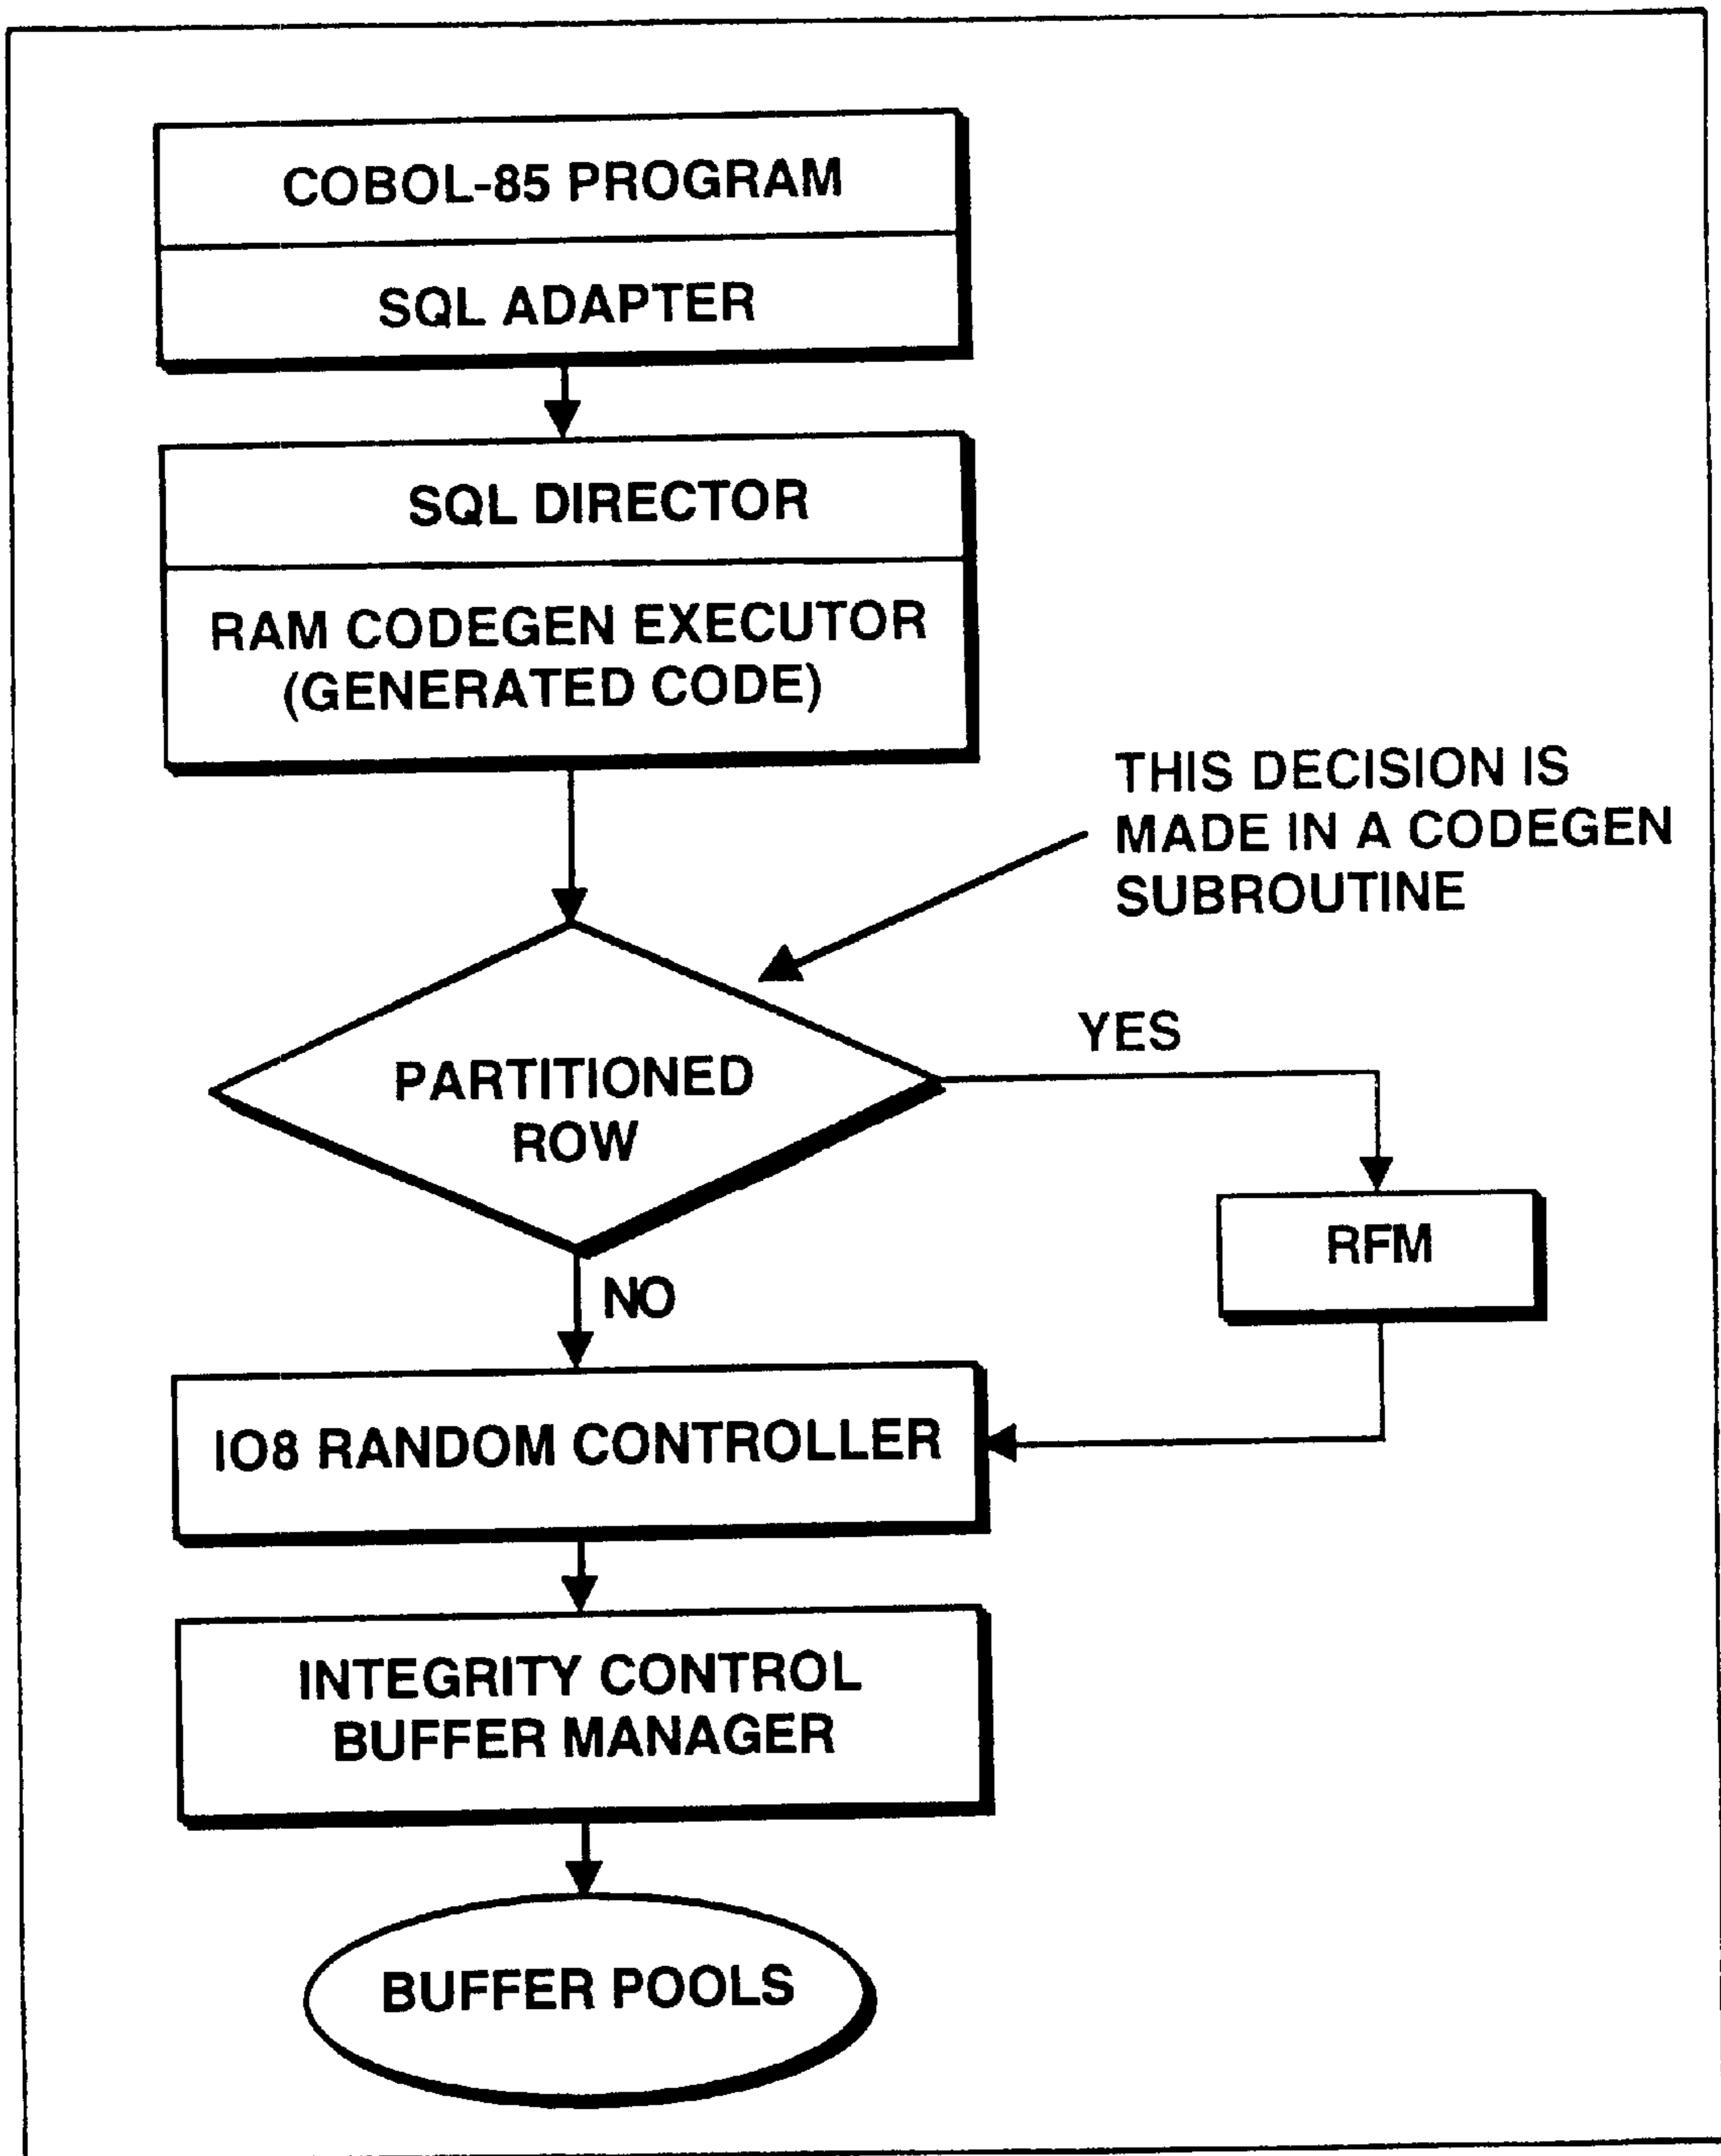 COBOL-85 PROGRAM
SQL ADAPTER
SQL DIRECTOR
RAM CODEGEN EXECUTOR
(GENERATED CODE)
THIS DECISION IS
MADE IN A CODEGEN
SUBROUTINE
YES
PARTITIONED
ROW
RFM
NO
IO8 RANDOM CONTROLLER
INTEGRITY CONTROL
BUFFER MANAGER
BUFFER POOLS